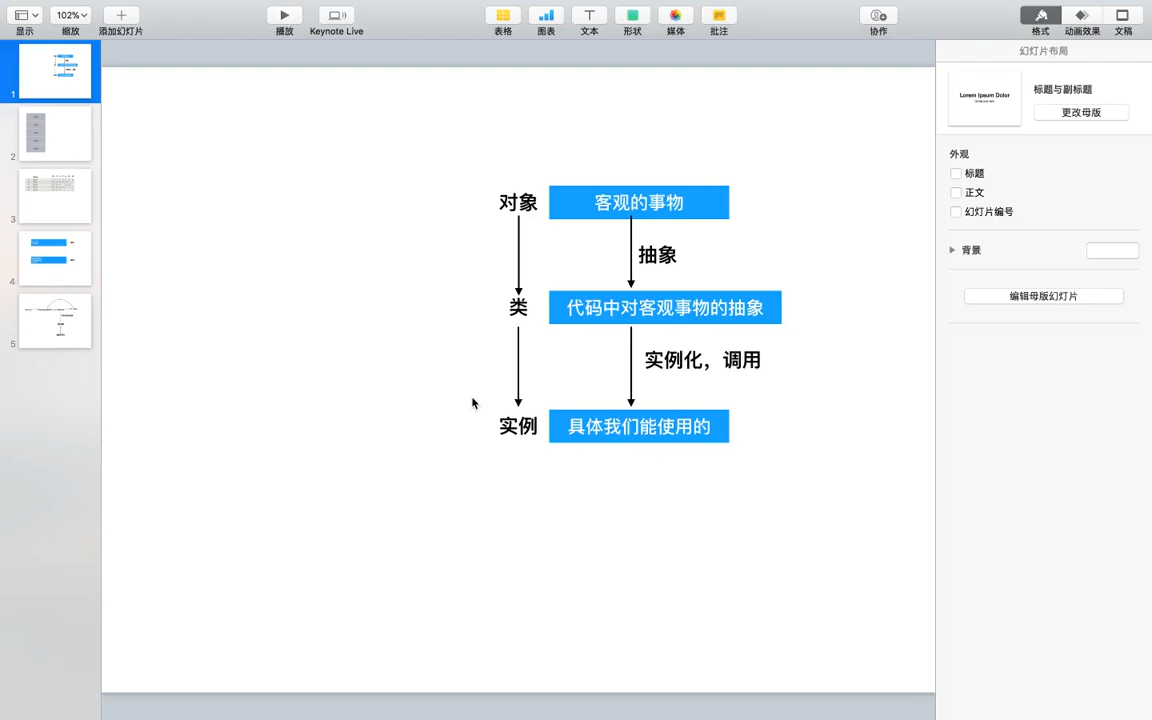 102%
显示
缩放
添加幻灯片
播放
Keynote Live
表格
图表
文本
形状
媒体
批注
协作
格式
动画效果
文稿
1
2
3
4
5
对象
客观的事物
抽象
类
代码中对客观事物的抽象
实例化，调用
实例
具体我们能使用的
幻灯片布局
Lorem Ipsum Dolor
标题与副标题
更改母版
外观
标题
正文
幻灯片编号
背景
编辑母版幻灯片